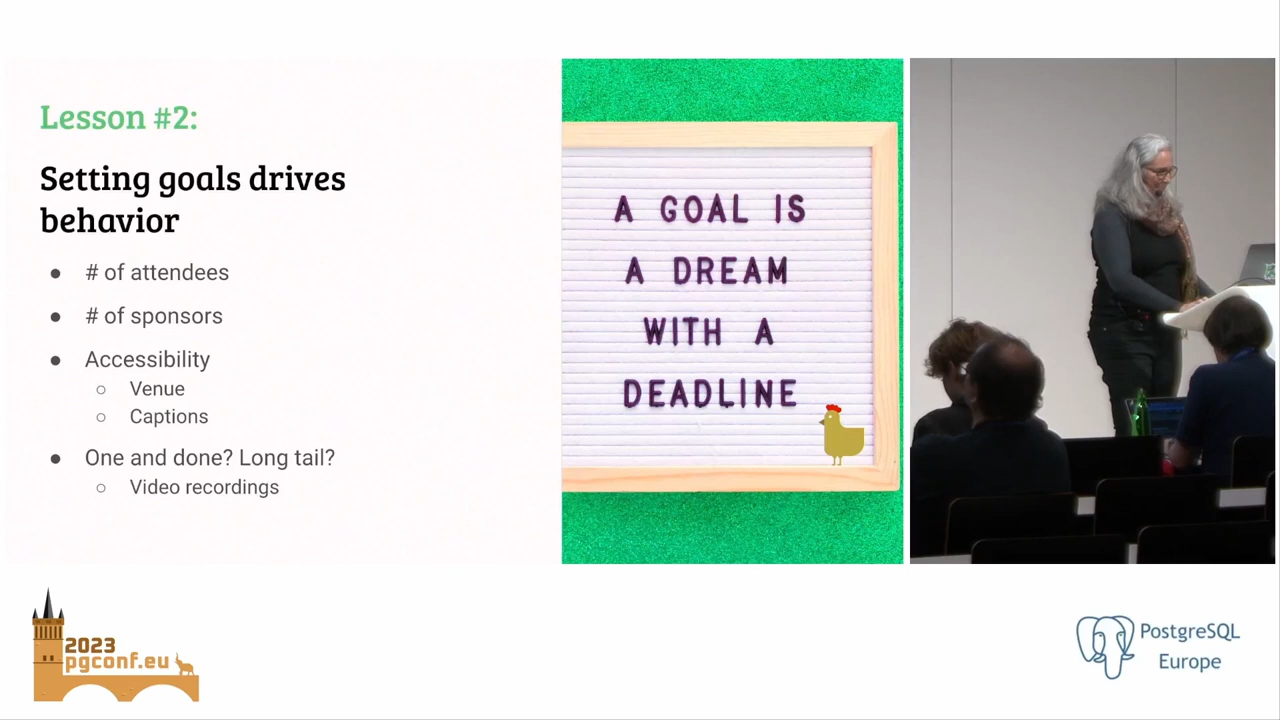 Lesson #2:
Setting goals drives
behavior
● # of attendees
● # of sponsors
● Accessibility
○ Venue
○ Captions
● One and done? Long tail?
○ Video recordings
A GOAL IS
A DREAM
WITH A
DEADLINE
2023
pgconf.eu
PostgreSQL
Europe